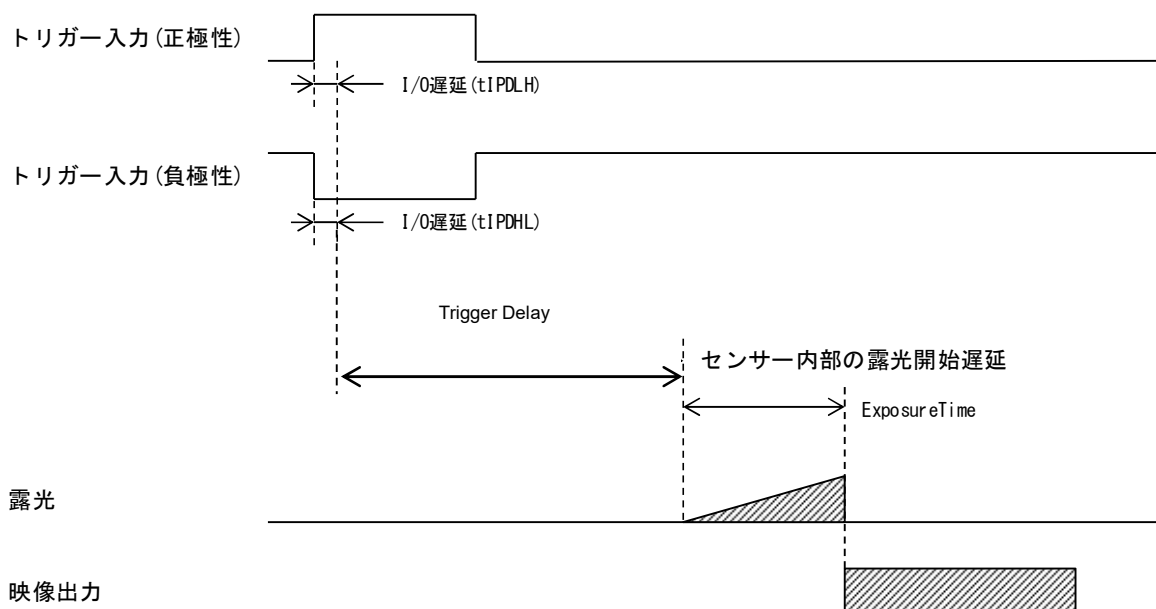 トリガー入力(正極性)
I/O遅延(tIPDLH)
トリガー入力(負極性)
I/O遅延(tIPDHL)
Trigger Delay
センサー内部の露光開始遅延
ExposureTime
露光
映像出力